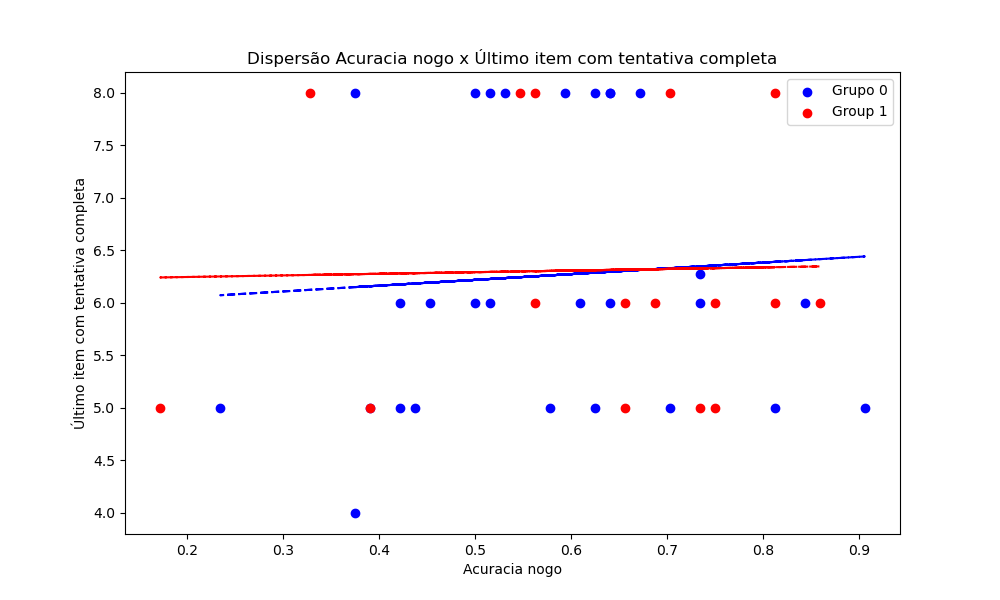 Dispersão Acuracia nogo x Último item com tentativa completa
Grupo 0
Group 1
Último item com tentativa completa
8.0
7.5
7.0
6.5
6.0
5.5
5.0
4.5
4.0
0.2 0.3 0.4 0.5 0.6 0.7 0.8 0.9
Acuracia nogo